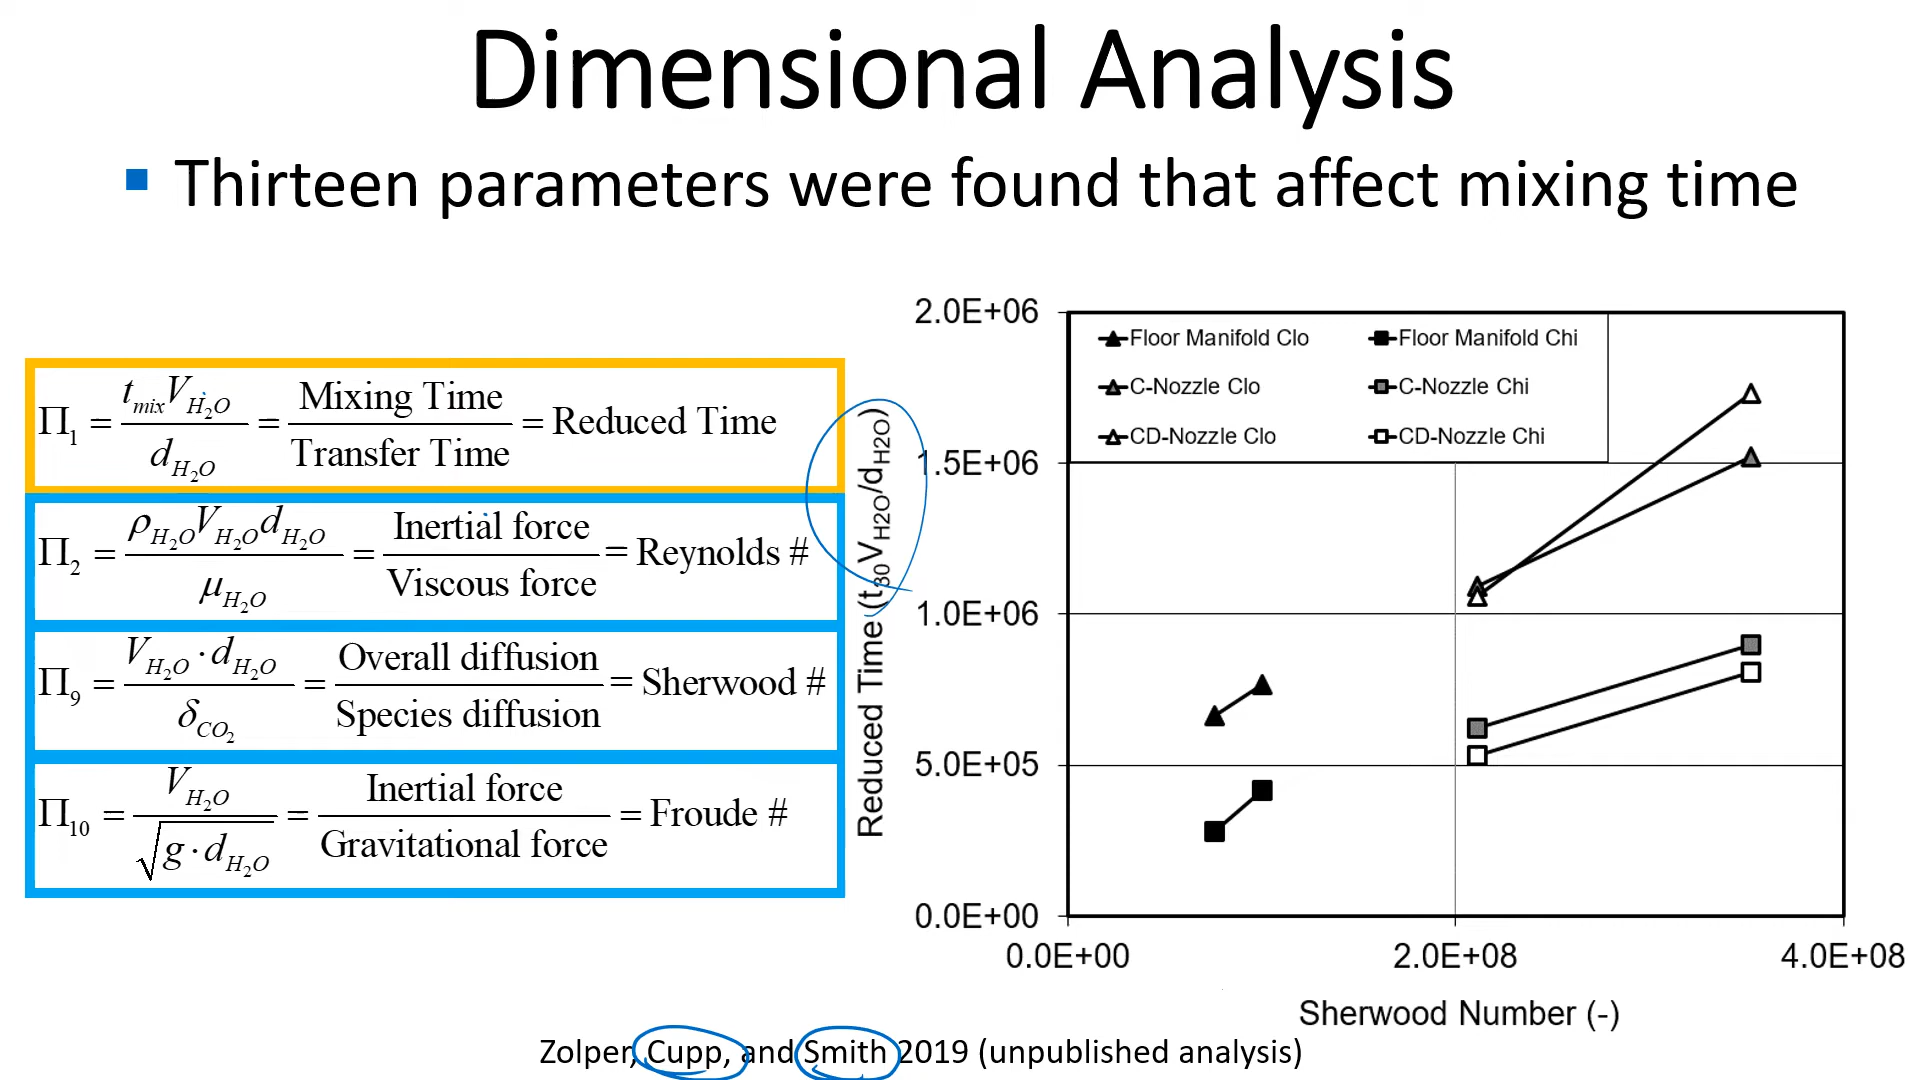 Dimensional Analysis
▪ Thirteen parameters were found that affect mixing time
Π₁ = t_mix V_H₂O / d_H₂O = Mixing Time / Transfer Time = Reduced Time
Π₂ = ρ_H₂O V_H₂O d_H₂O / μ_H₂O = Inertial force / Viscous force = Reynolds #
Π₉ = V_H₂O · d_H₂O / δ_CO₂ = Overall diffusion / Species diffusion = Sherwood #
Π₁₀ = V_H₂O / √(g · d_H₂O) = Inertial force / Gravitational force = Froude #
Reduced Time (t30 VH2O/dH2O)
2.0E+06
1.5E+06
1.0E+06
5.0E+05
0.0E+00
Floor Manifold Clo Floor Manifold Chi
C-Nozzle Clo C-Nozzle Chi
CD-Nozzle Clo CD-Nozzle Chi
0.0E+00 2.0E+08 4.0E+08
Sherwood Number (-)
Zolper, Cupp, and Smith 2019 (unpublished analysis)